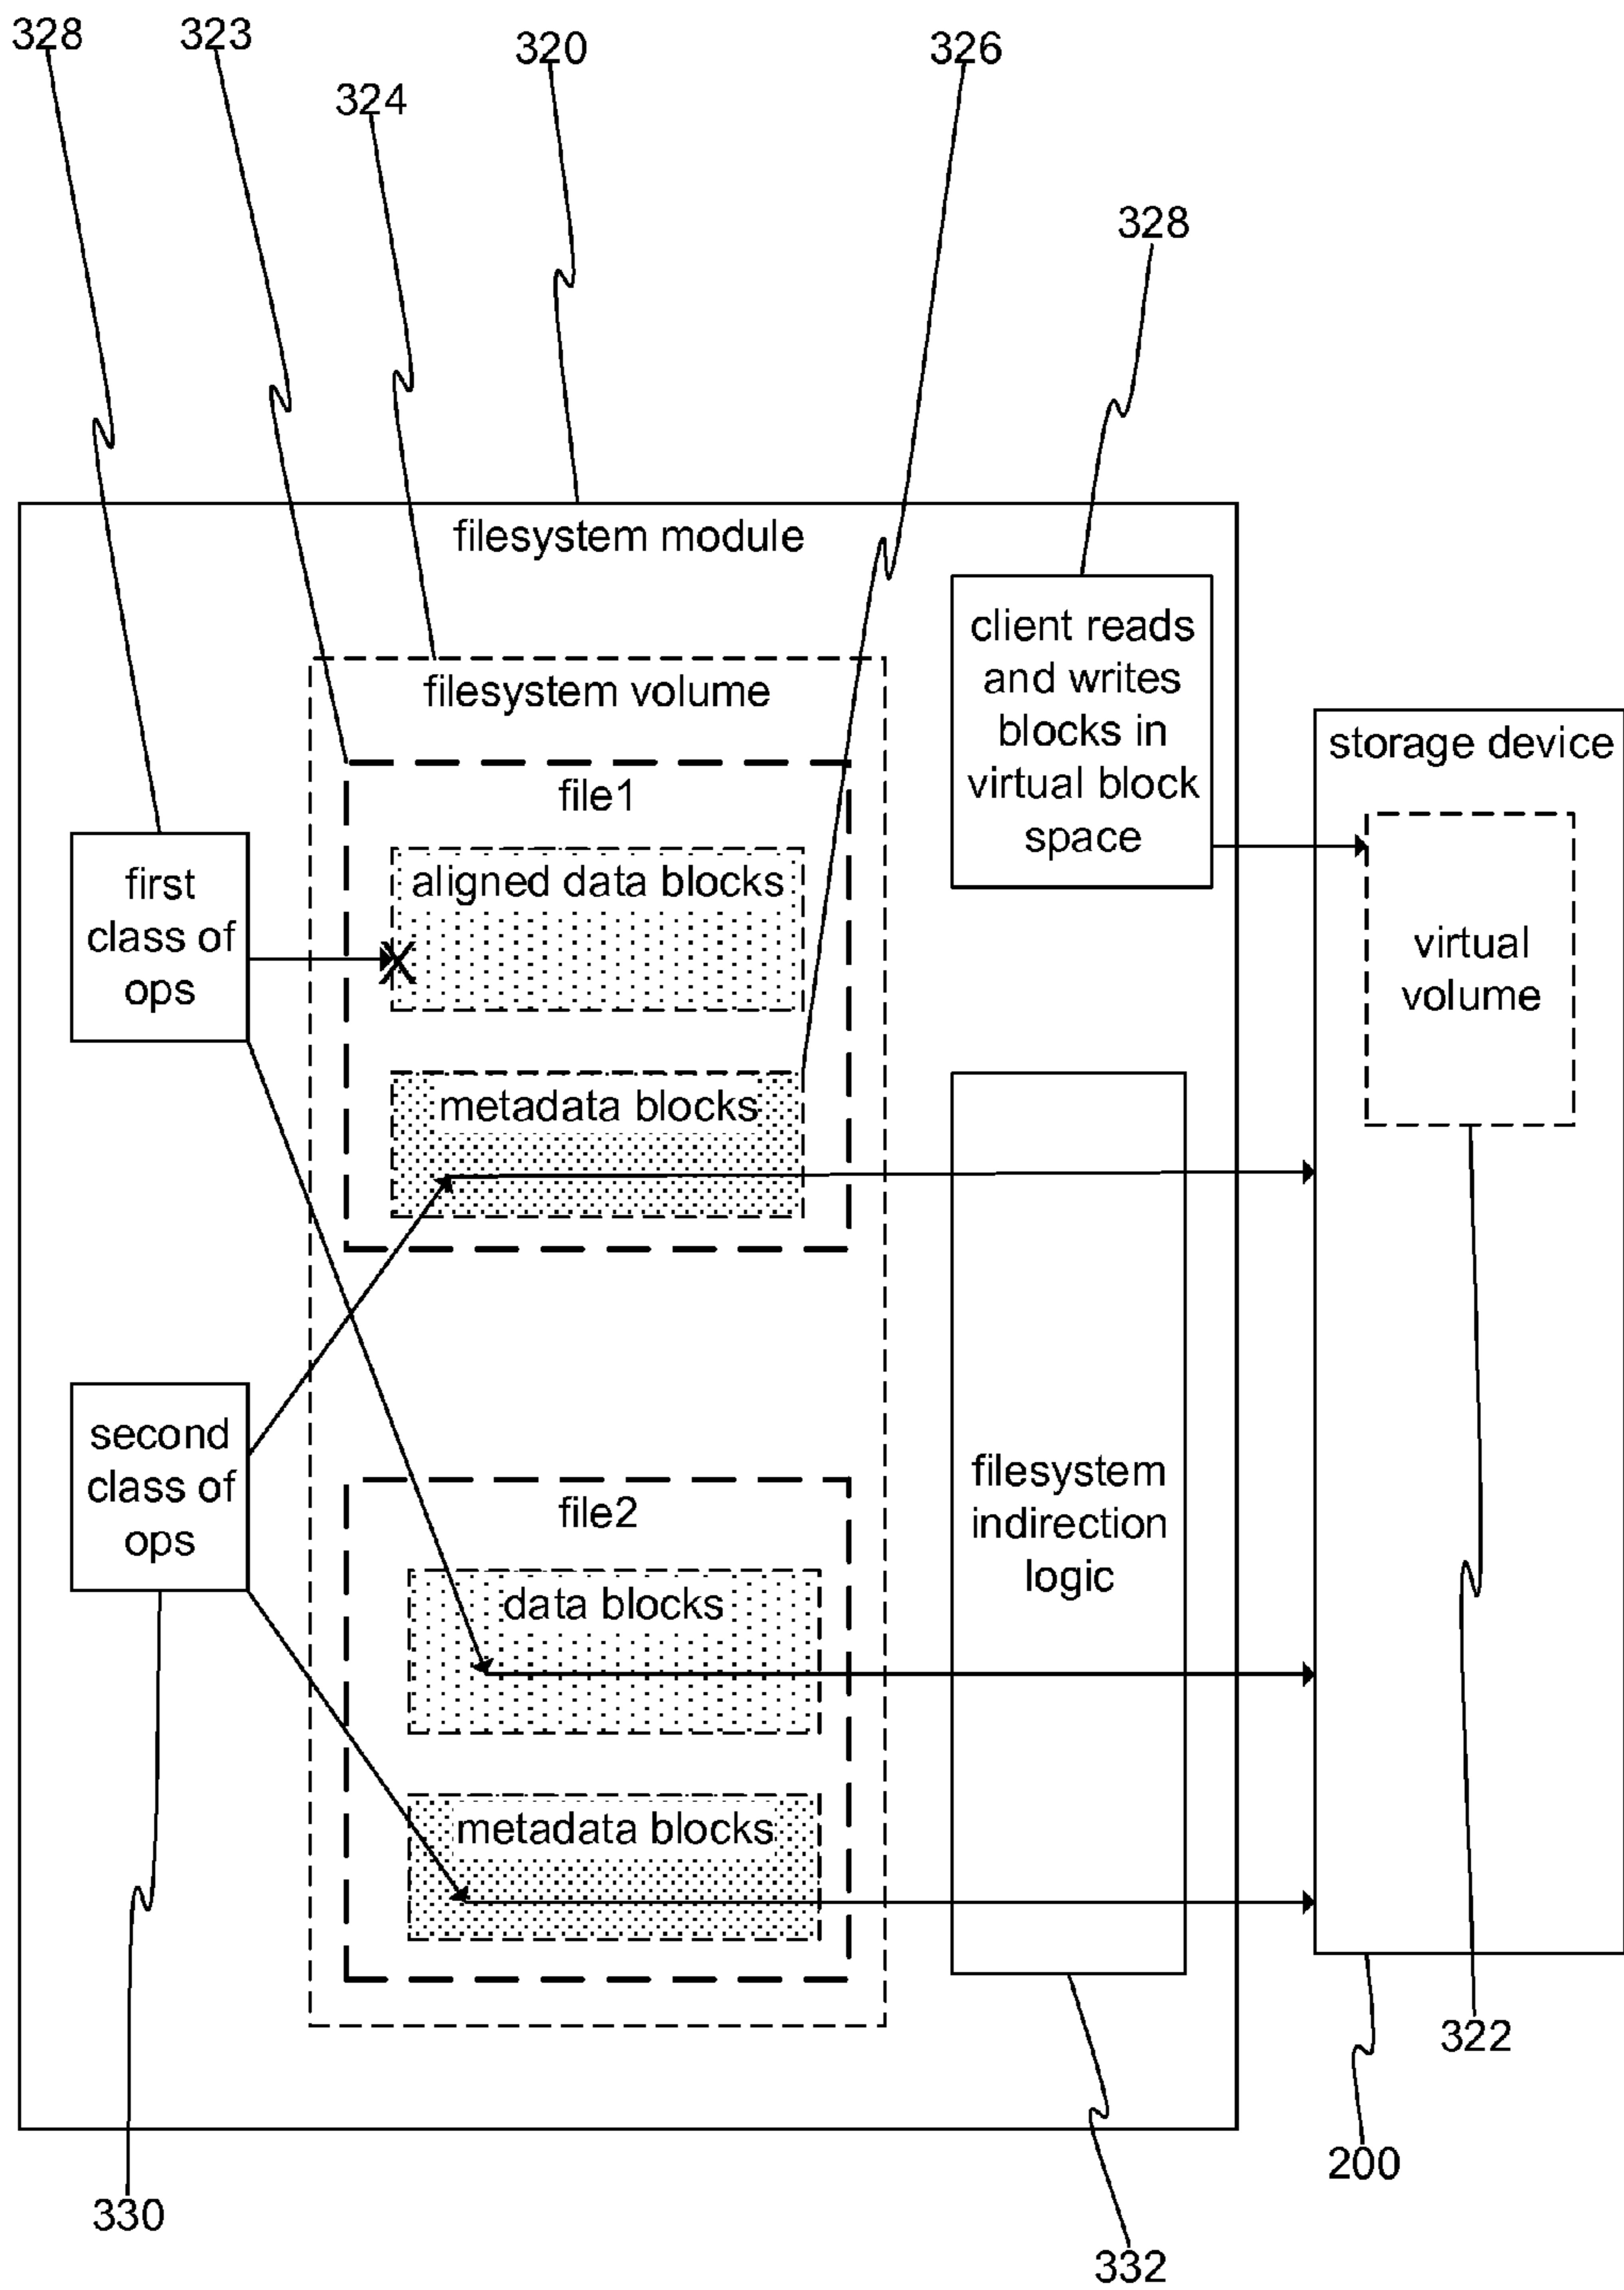 328
323
320
326
324
328
filesystem module
client reads
and writes
blocks in
virtual block
space
filesystem volume
storage device
file1
aligned data blocks
first
class of
ops
virtual
volume
metadata blocks
second
class of
ops
filesystem
indirection
logic
file2
data blocks
metadata blocks
322
200
330
332